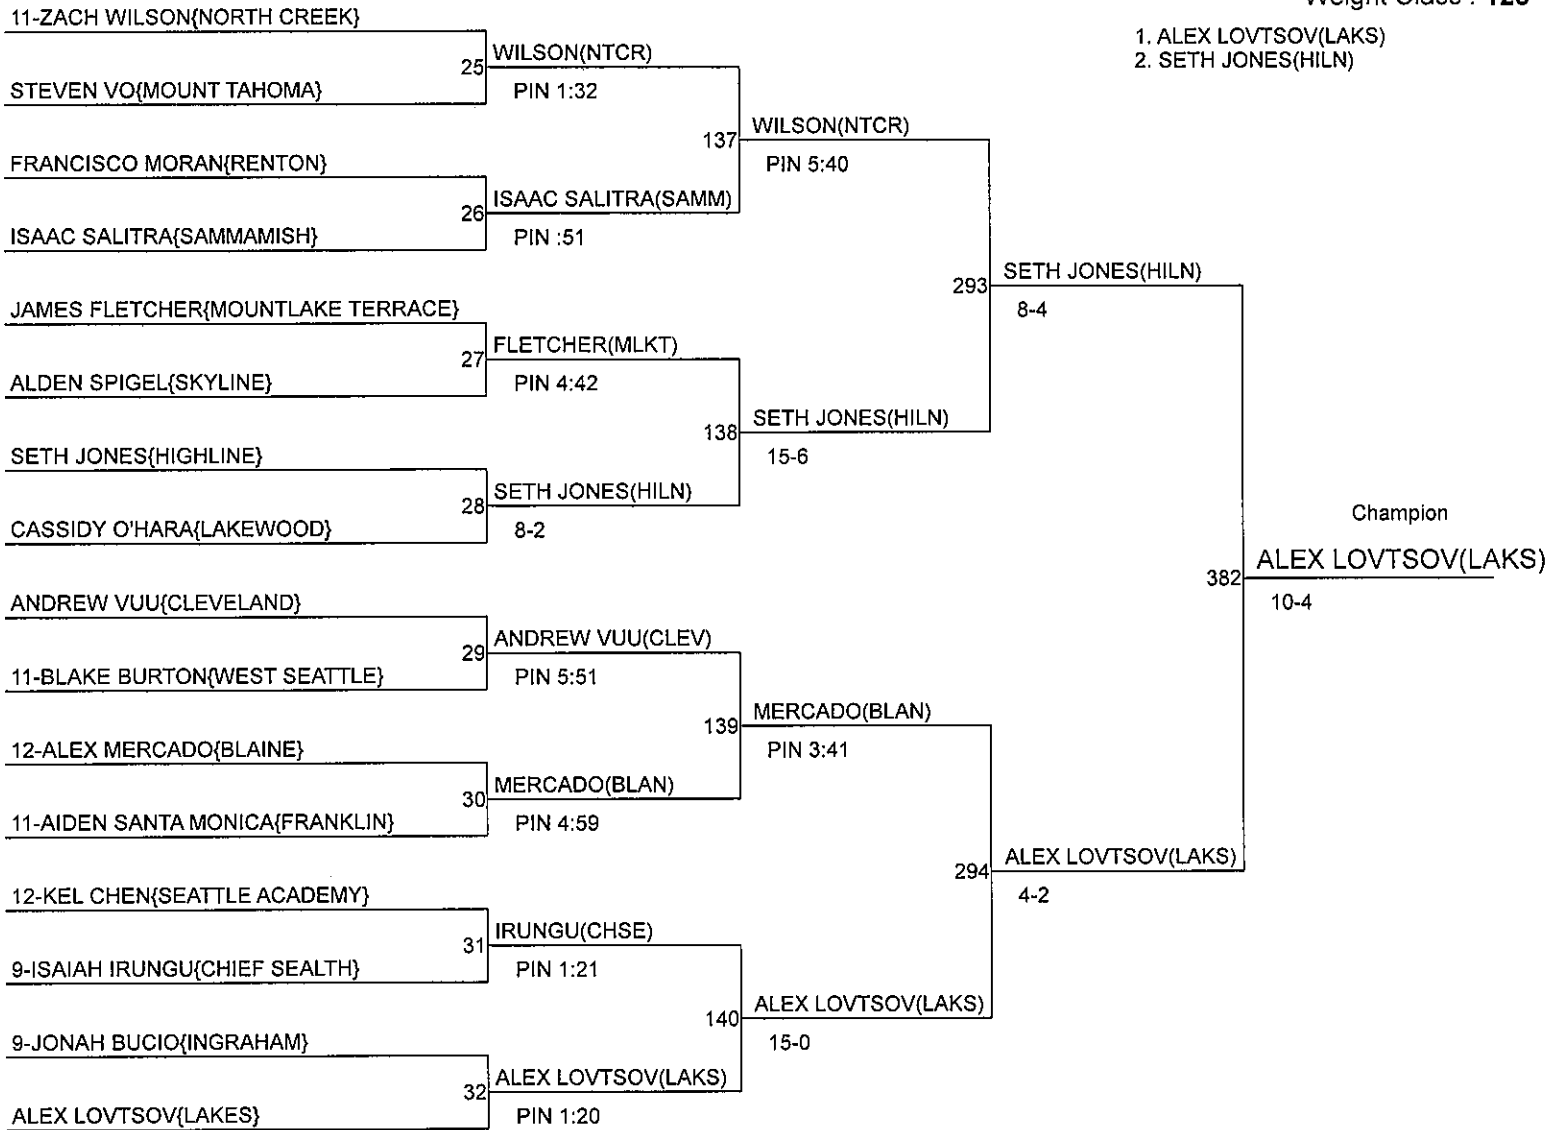 Weight Class :
1. ALEX LOVTSOV(LAKS)
2. SETH JONES(HILN)
11-ZACH WILSON{NORTH CREEK}
25 WILSON(NTCR)
STEVEN VO{MOUNT TAHOMA}
PIN 1:32
137 WILSON(NTCR)
PIN 5:40
FRANCISCO MORAN{RENTON}
26 ISAAC SALITRA(SAMM)
ISAAC SALITRA{SAMMAMISH}
PIN :51
293 SETH JONES(HILN)
8-4
JAMES FLETCHER{MOUNTLAKE TERRACE}
27 FLETCHER(MLKT)
ALDEN SPIGEL{SKYLINE}
PIN 4:42
138 SETH JONES(HILN)
15-6
SETH JONES{HIGHLINE}
28 SETH JONES(HILN)
CASSIDY O'HARA{LAKEWOOD}
8-2
Champion
382 ALEX LOVTSOV(LAKS)
10-4
ANDREW VUU{CLEVELAND}
29 ANDREW VUU(CLEV)
11-BLAKE BURTON{WEST SEATTLE}
PIN 5:51
139 MERCADO(BLAN)
PIN 3:41
12-ALEX MERCADO{BLAINE}
30 MERCADO(BLAN)
11-AIDEN SANTA MONICA{FRANKLIN}
PIN 4:59
294 ALEX LOVTSOV(LAKS)
4-2
12-KEL CHEN{SEATTLE ACADEMY}
31 IRUNGU(CHSE)
9-ISAIAH IRUNGU{CHIEF SEALTH}
PIN 1:21
140 ALEX LOVTSOV(LAKS)
15-0
9-JONAH BUCIO{INGRAHAM}
32 ALEX LOVTSOV(LAKS)
ALEX LOVTSOV{LAKES}
PIN 1:20